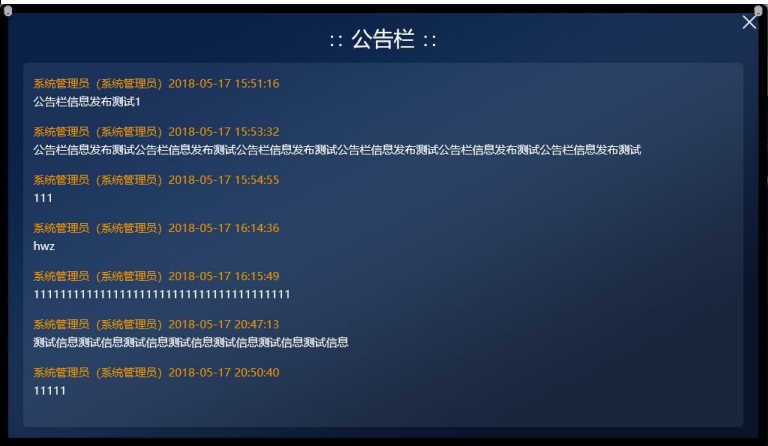 :: 公告栏 ::
系统管理员（系统管理员）2018-05-17 15:51:16
公告栏信息发布测试1
系统管理员（系统管理员）2018-05-17 15:53:32
公告栏信息发布测试公告栏信息发布测试公告栏信息发布测试公告栏信息发布测试公告栏信息发布测试公告栏信息发布测试
系统管理员（系统管理员）2018-05-17 15:54:55
111
系统管理员（系统管理员）2018-05-17 16:14:36
hwz
系统管理员（系统管理员）2018-05-17 16:15:49
111111111111111111111111111111111111111
系统管理员（系统管理员）2018-05-17 20:47:13
测试信息测试信息测试信息测试信息测试信息测试信息测试信息
系统管理员（系统管理员）2018-05-17 20:50:40
11111